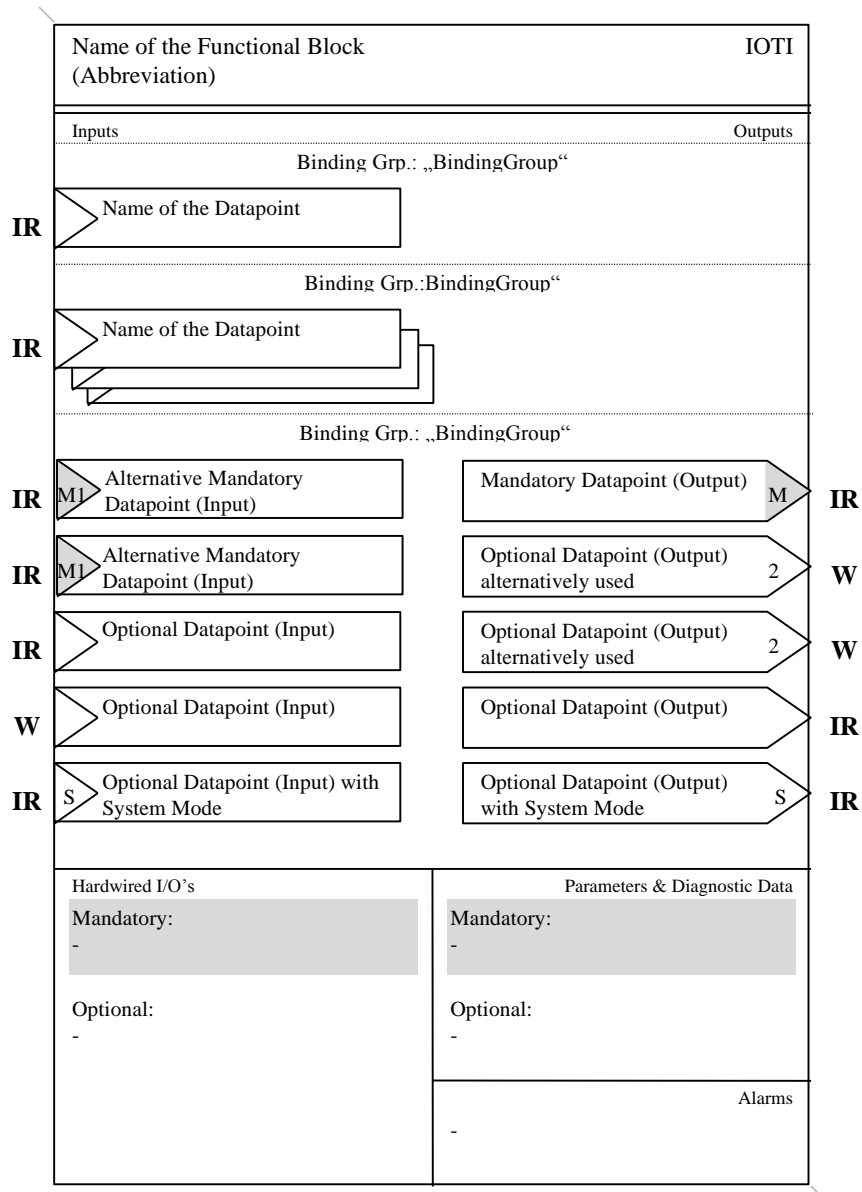 Name of the Functional Block
(Abbreviation)
IOTI
Inputs
Outputs
Binding Grp.: „BindingGroup“
IR
Name of the Datapoint
Binding Grp.:BindingGroup“
IR
Name of the Datapoint
Binding Grp.: „BindingGroup“
IR
M1
Alternative Mandatory
Datapoint (Input)
Mandatory Datapoint (Output)
M
IR
IR
M1
Alternative Mandatory
Datapoint (Input)
Optional Datapoint (Output)
alternatively used
2
W
IR
Optional Datapoint (Input)
Optional Datapoint (Output)
alternatively used
2
W
W
Optional Datapoint (Input)
Optional Datapoint (Output)
IR
IR
S
Optional Datapoint (Input) with
System Mode
Optional Datapoint (Output)
with System Mode
S
IR
Hardwired I/O’s
Mandatory:
-
Optional:
-
Parameters & Diagnostic Data
Mandatory:
-
Optional:
-
Alarms
-